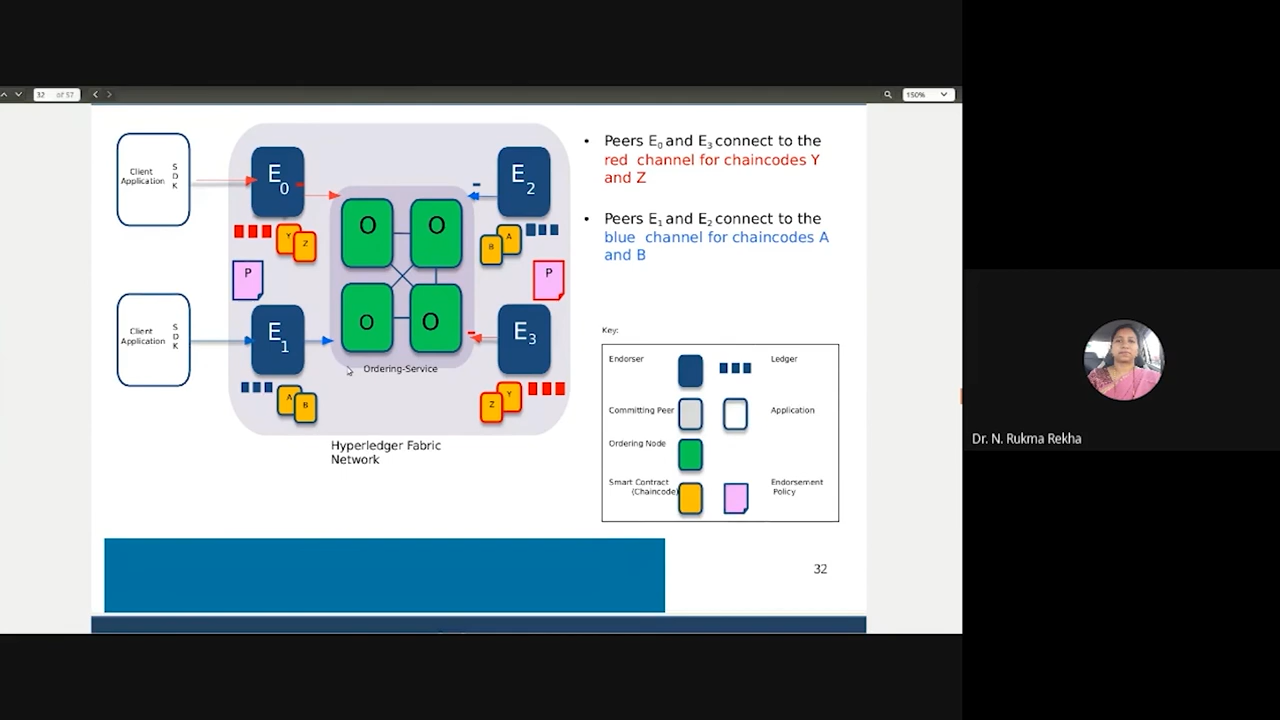 32 of 57
150%
Client
Application
S
D
K
E0
E2
• Peers E0 and E3 connect to the
red channel for chaincodes Y
and Z
• Peers E1 and E2 connect to the
blue channel for chaincodes A
and B
O
O
Y
Z
B
A
P
P
Client
Application
S
D
K
E1
O
O
E3
Ordering-Service
A
B
Z
Y
Hyperledger Fabric
Network
Key:
Endorser
Ledger
Committing Peer
Application
Ordering Node
Smart Contract
(Chaincode)
Endorsement
Policy
32
Dr. N. Rukma Rekha